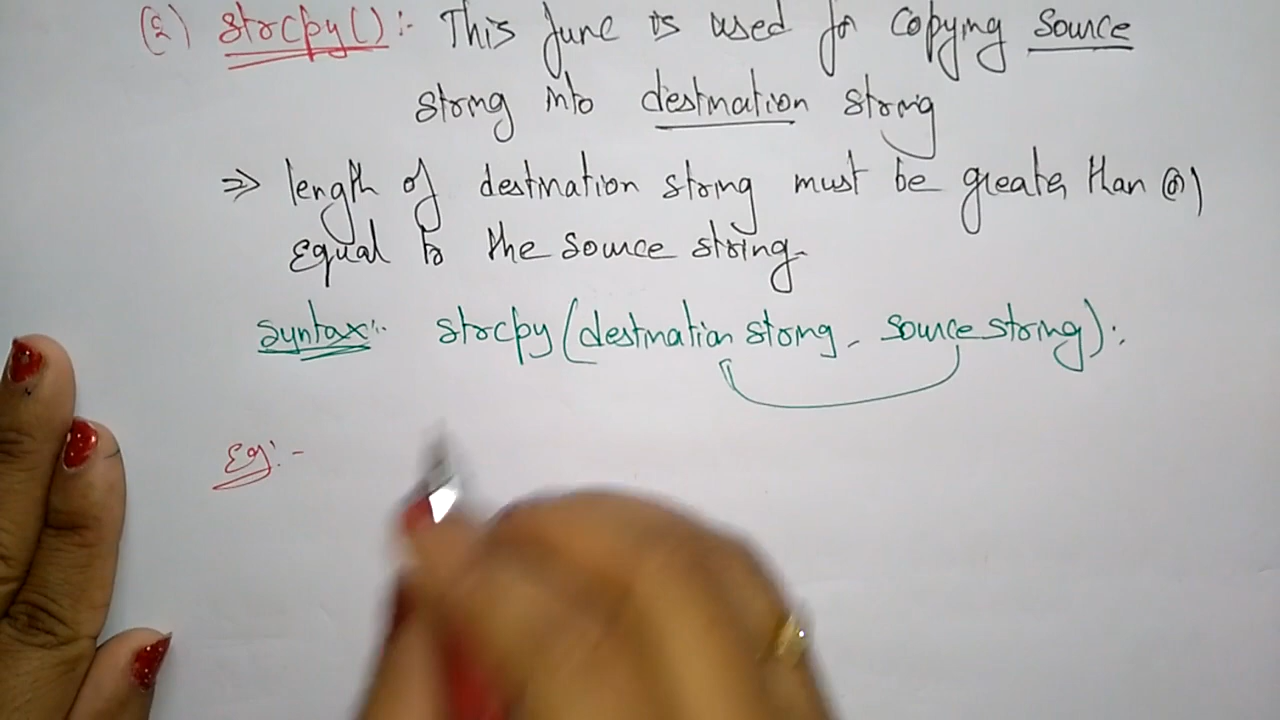 (2) strcpy() :- This func is used for copying source
string into destination string
⇒ length of destination string must be greater than (or)
equal to the source string.
Syntax:- strcpy(destination string, source string);
Eg:-